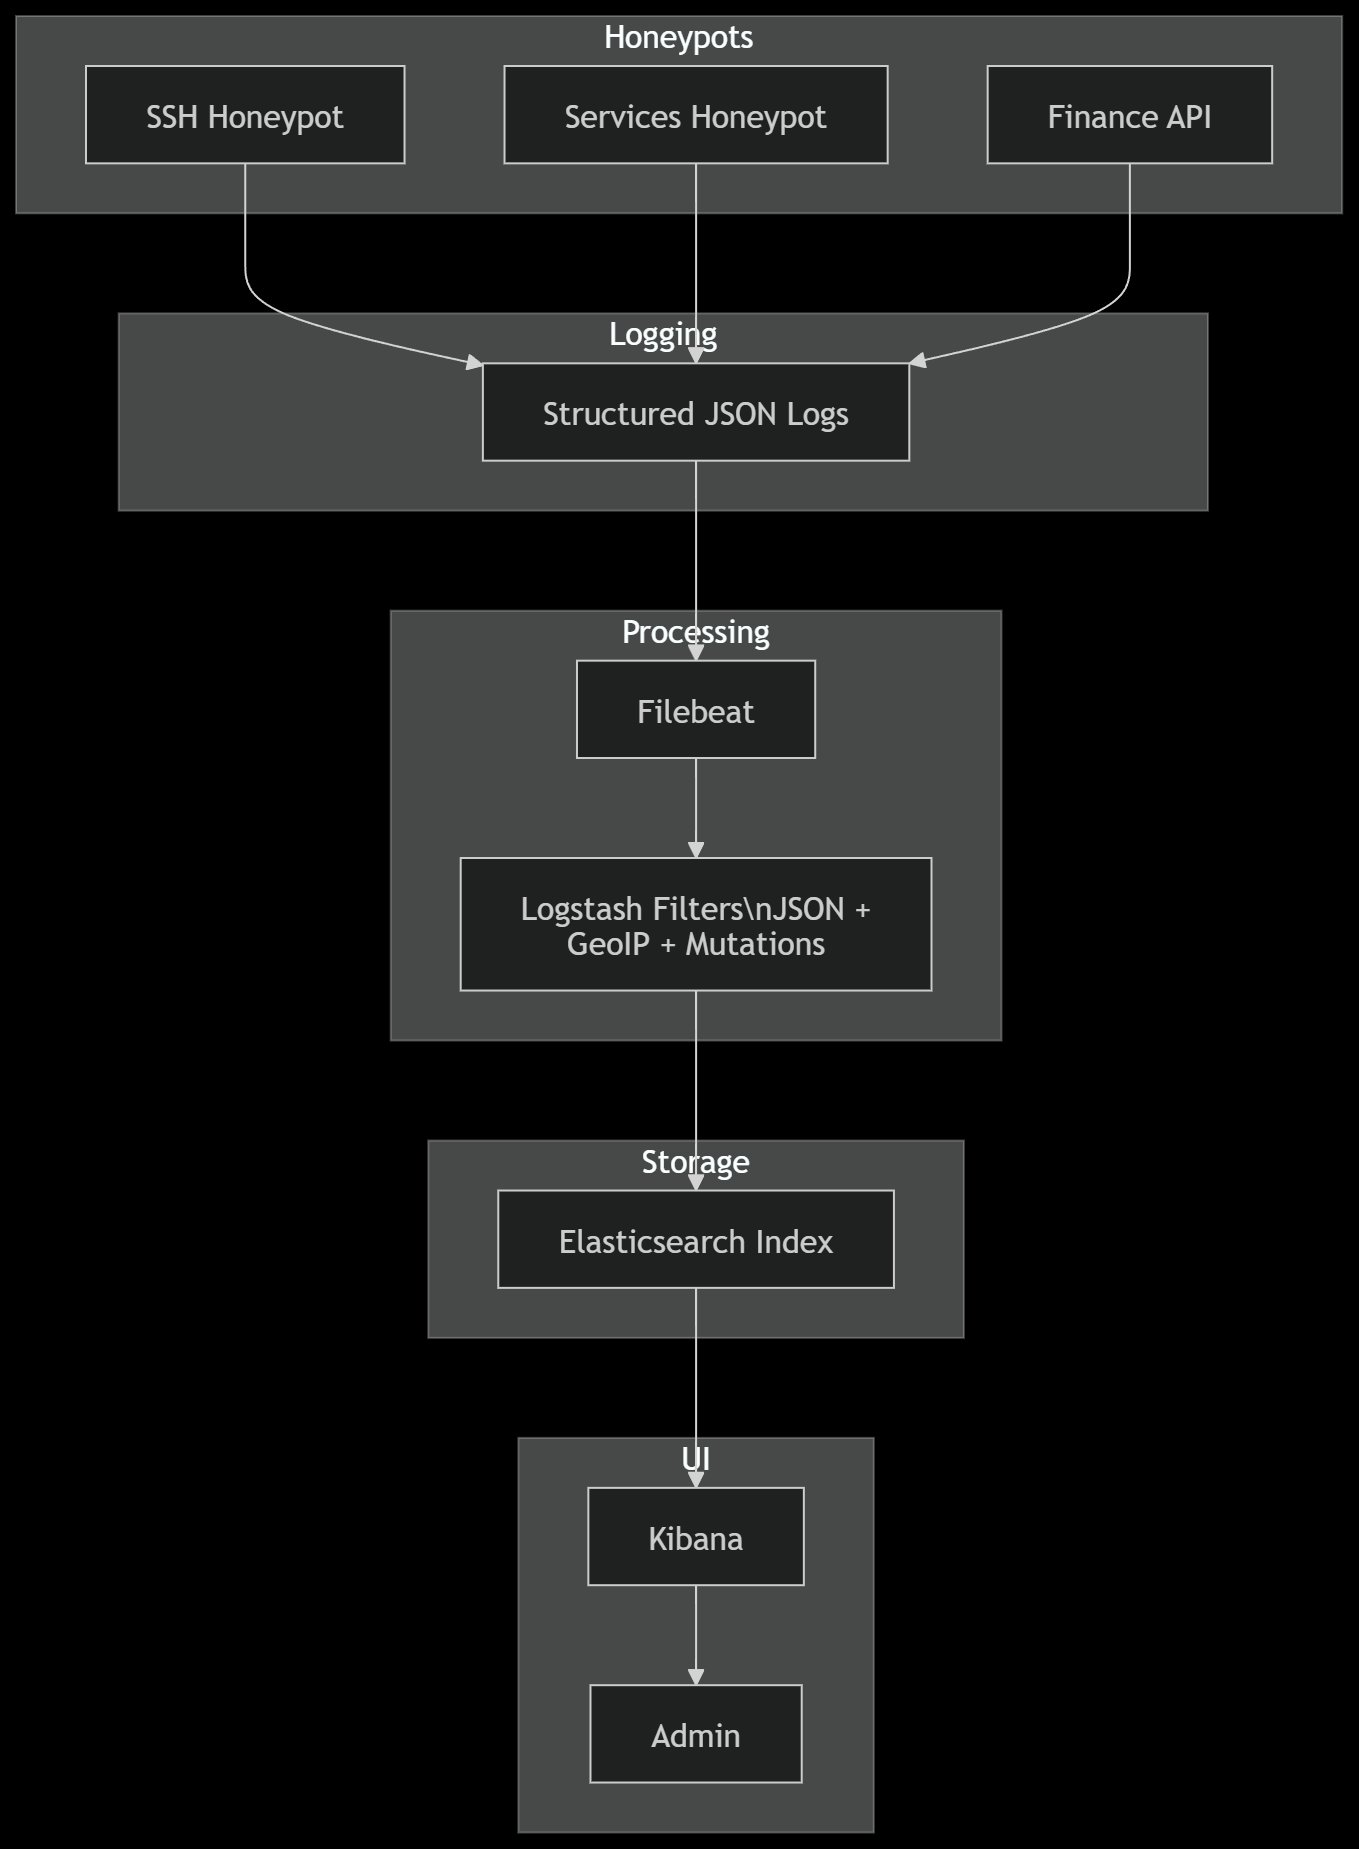 Honeypots
SSH Honeypot
Services Honeypot
Finance API
Logging
Structured JSON Logs
Processing
Filebeat
Logstash Filters\nJSON +
GeoIP + Mutations
Storage
Elasticsearch Index
UI
Kibana
Admin